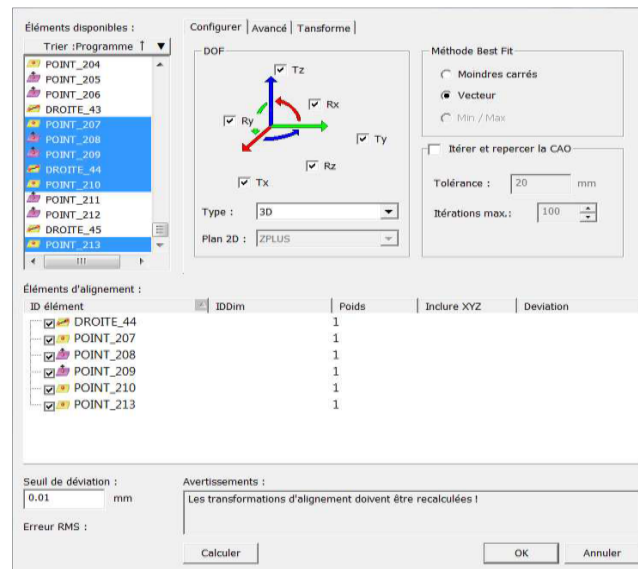 Éléments disponibles :
Trier :Programme ↑ ▼
POINT_204
POINT_205
POINT_206
DROITE_43
POINT_207
POINT_208
POINT_209
DROITE_44
POINT_210
POINT_211
POINT_212
DROITE_45
POINT_213
Configurer | Avancé | Tansforme |
DOF
Tz
Rx
Ry
Ty
Rz
Tx
Type : 3D
Plan 2D : ZPLUS
Méthode Best Fit
Moindres carrés
Vecteur
Min / Max
Itérer et repercer la CAO
Tolérance : 20 mm
Itérations max.: 100
Éléments d'alignement :
ID élément IDDim Poids Inclure XYZ Deviation
DROITE_44 1
POINT_207 1
POINT_208 1
POINT_209 1
POINT_210 1
POINT_213 1
Seuil de déviation :
0.01 mm
Erreur RMS :
Avertissements :
Les transformations d'alignement doivent être recalculées !
Calculer OK Annuler